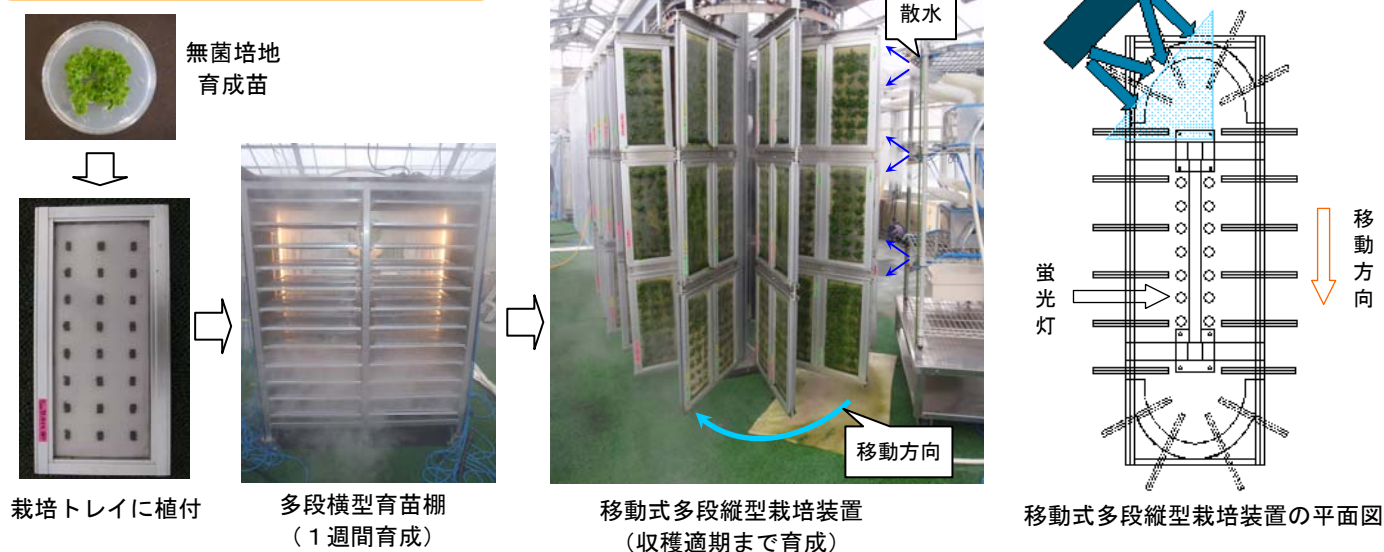 無菌培地
育成苗
栽培トレイに植付
多段横型育苗棚
（１週間育成）
散水
移動方向
移動式多段縦型栽培装置
（収穫適期まで育成）
蛍光灯
移動方向
移動式多段縦型栽培装置の平面図